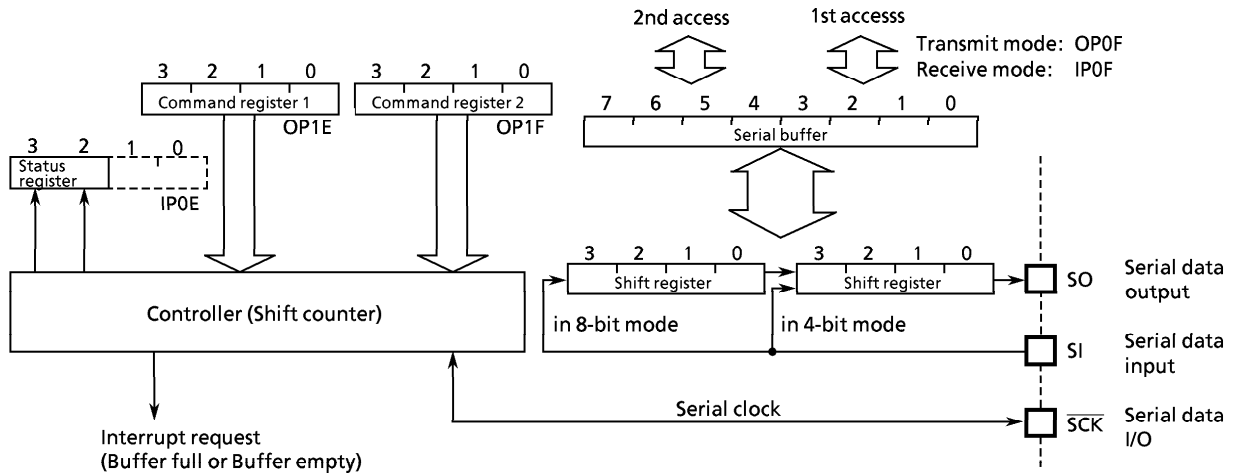 2nd access
1st accesss
Transmit mode: OP0F
Receive mode: IP0F
3 2 1 0
Command register 1
OP1E
3 2 1 0
Command register 2
OP1F
7 6 5 4 3 2 1 0
Serial buffer
3 2 1 0
Status
register
IP0E
3 2 1 0
Shift register
3 2 1 0
Shift register
SO
Serial data
output
Controller (Shift counter)
in 8-bit mode
in 4-bit mode
SI
Serial data
input
Serial clock
SCK
Serial data
I/O
Interrupt request
(Buffer full or Buffer empty)